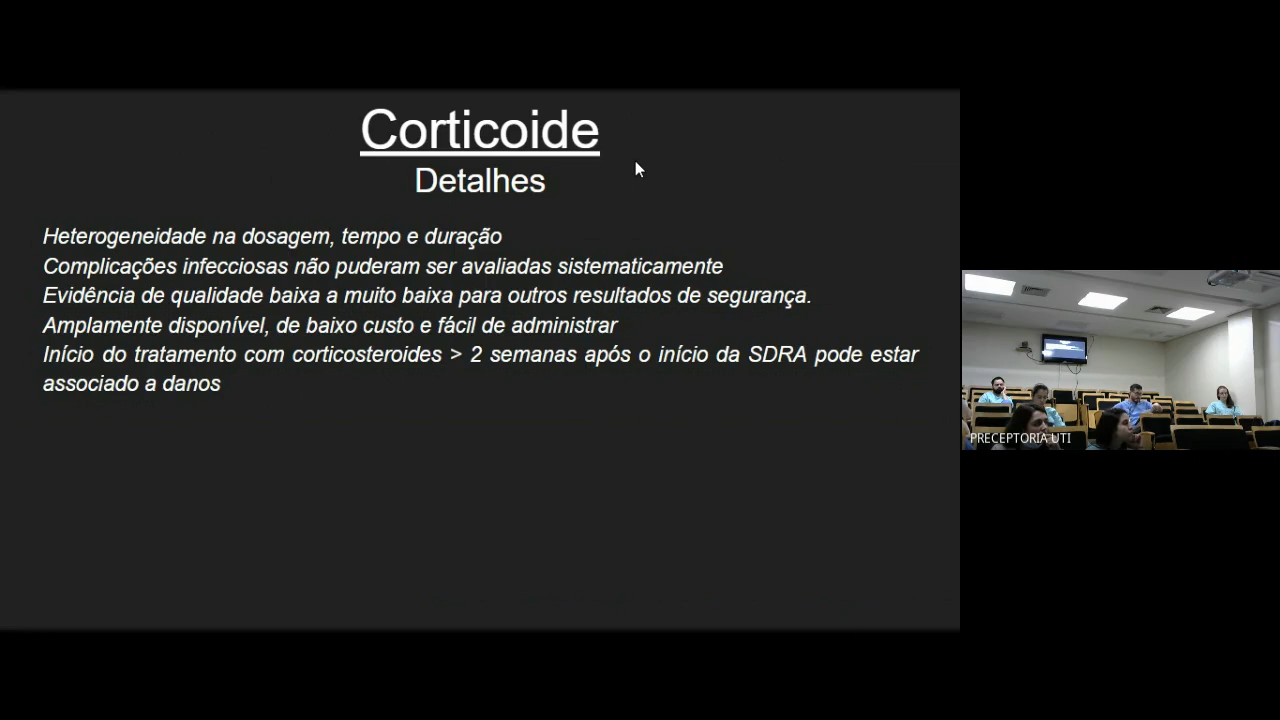 Corticoide
Detalhes
Heterogeneidade na dosagem, tempo e duração
Complicações infecciosas não puderam ser avaliadas sistematicamente
Evidência de qualidade baixa a muito baixa para outros resultados de segurança.
Amplamente disponível, de baixo custo e fácil de administrar
Início do tratamento com corticosteroides > 2 semanas após o início da SDRA pode estar
associado a danos
PRECEPTORIA UTI